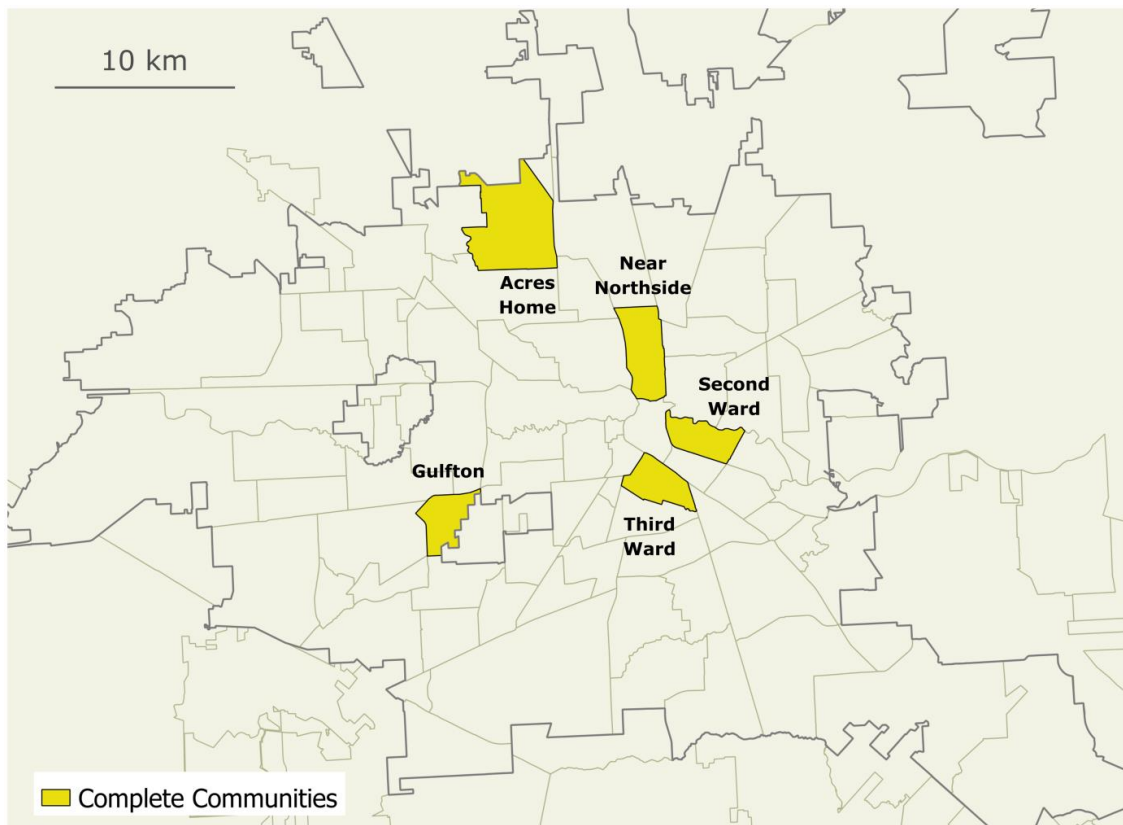 10 km
Acres
Home
Near
Northside
Second
Ward
Gulfton
Third
Ward
Complete Communities